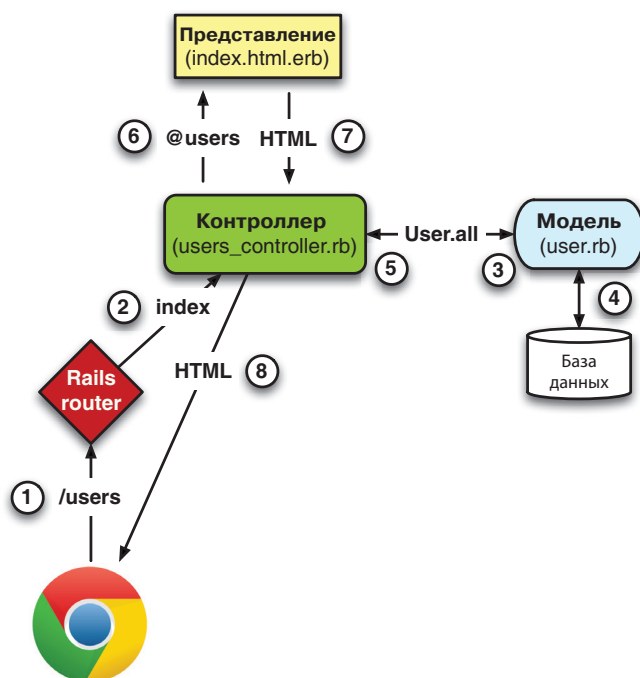 Представление
(index.html.erb)
6 @users HTML 7
Контроллер
(users_controller.rb)
User.all
Модель
(user.rb)
5
3
4
2 index
База
данных
HTML 8
Rails
router
1 /users